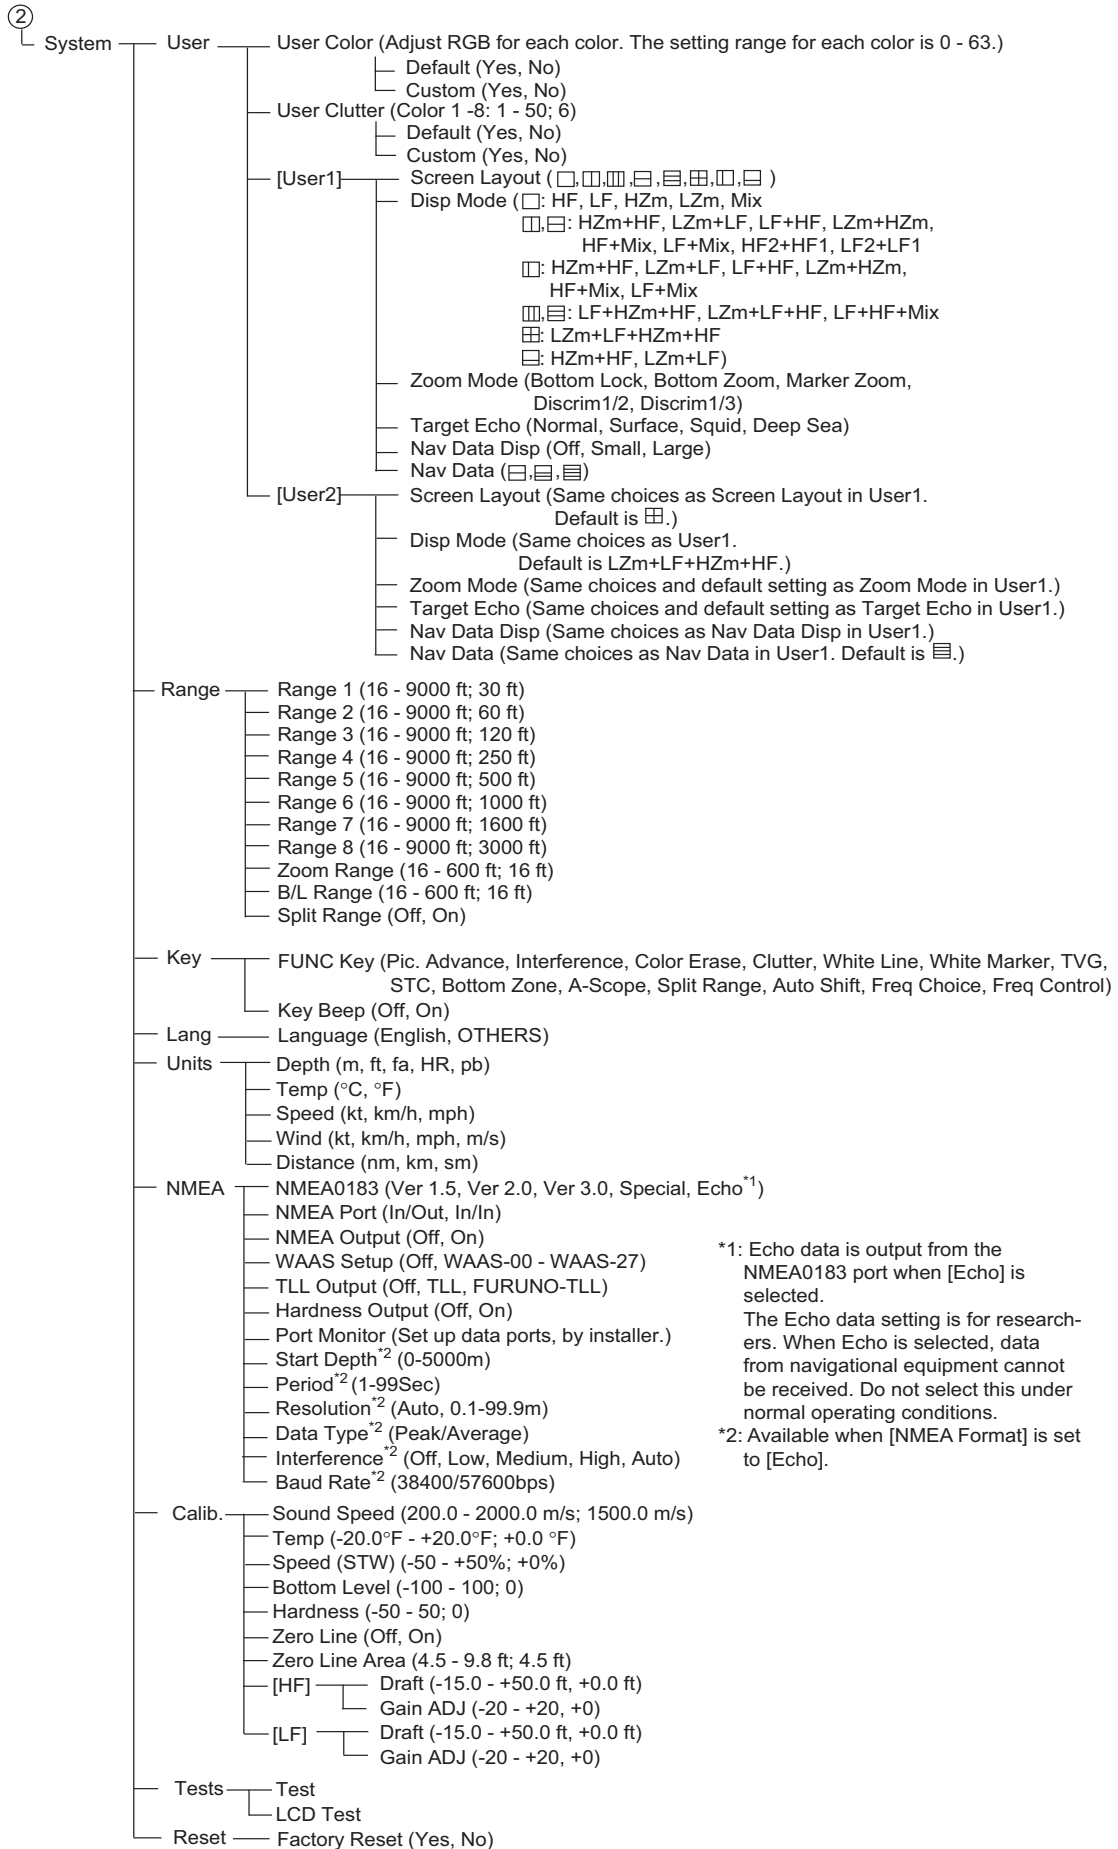 2
System
User
User Color (Adjust RGB for each color. The setting range for each color is 0 - 63.)
Default (Yes, No)
Custom (Yes, No)
User Clutter (Color 1 -8: 1 - 50; 6)
Default (Yes, No)
Custom (Yes, No)
[User1]
Screen Layout ( , , , , , , , )
Disp Mode ( : HF, LF, HZm, LZm, Mix
, : HZm+HF, LZm+LF, LF+HF, LZm+HZm,
HF+Mix, LF+Mix, HF2+HF1, LF2+LF1
: HZm+HF, LZm+LF, LF+HF, LZm+HZm,
HF+Mix, LF+Mix
, : LF+HZm+HF, LZm+LF+HF, LF+HF+Mix
: LZm+LF+HZm+HF
: HZm+HF, LZm+LF)
Zoom Mode (Bottom Lock, Bottom Zoom, Marker Zoom,
Discrim1/2, Discrim1/3)
Target Echo (Normal, Surface, Squid, Deep Sea)
Nav Data Disp (Off, Small, Large)
Nav Data ( , , )
[User2]
Screen Layout (Same choices as Screen Layout in User1.
Default is .)
Disp Mode (Same choices as User1.
Default is LZm+LF+HZm+HF.)
Zoom Mode (Same choices and default setting as Zoom Mode in User1.)
Target Echo (Same choices and default setting as Target Echo in User1.)
Nav Data Disp (Same choices as Nav Data Disp in User1.)
Nav Data (Same choices as Nav Data in User1. Default is .)
Range
Range 1 (16 - 9000 ft; 30 ft)
Range 2 (16 - 9000 ft; 60 ft)
Range 3 (16 - 9000 ft; 120 ft)
Range 4 (16 - 9000 ft; 250 ft)
Range 5 (16 - 9000 ft; 500 ft)
Range 6 (16 - 9000 ft; 1000 ft)
Range 7 (16 - 9000 ft; 1600 ft)
Range 8 (16 - 9000 ft; 3000 ft)
Zoom Range (16 - 600 ft; 16 ft)
B/L Range (16 - 600 ft; 16 ft)
Split Range (Off, On)
Key
FUNC Key (Pic. Advance, Interference, Color Erase, Clutter, White Line, White Marker, TVG,
STC, Bottom Zone, A-Scope, Split Range, Auto Shift, Freq Choice, Freq Control)
Key Beep (Off, On)
Lang
Language (English, OTHERS)
Units
Depth (m, ft, fa, HR, pb)
Temp (°C, °F)
Speed (kt, km/h, mph)
Wind (kt, km/h, mph, m/s)
Distance (nm, km, sm)
NMEA
NMEA0183 (Ver 1.5, Ver 2.0, Ver 3.0, Special, Echo*1)
NMEA Port (In/Out, In/In)
NMEA Output (Off, On)
WAAS Setup (Off, WAAS-00 - WAAS-27)
TLL Output (Off, TLL, FURUNO-TLL)
Hardness Output (Off, On)
Port Monitor (Set up data ports, by installer.)
Start Depth*2 (0-5000m)
Period*2 (1-99Sec)
Resolution*2 (Auto, 0.1-99.9m)
Data Type*2 (Peak/Average)
Interference*2 (Off, Low, Medium, High, Auto)
Baud Rate*2 (38400/57600bps)
*1: Echo data is output from the
NMEA0183 port when [Echo] is
selected.
The Echo data setting is for research-
ers. When Echo is selected, data
from navigational equipment cannot
be received. Do not select this under
normal operating conditions.
*2: Available when [NMEA Format] is set
to [Echo].
Calib.
Sound Speed (200.0 - 2000.0 m/s; 1500.0 m/s)
Temp (-20.0°F - +20.0°F; +0.0 °F)
Speed (STW) (-50 - +50%; +0%)
Bottom Level (-100 - 100; 0)
Hardness (-50 - 50; 0)
Zero Line (Off, On)
Zero Line Area (4.5 - 9.8 ft; 4.5 ft)
[HF]
Draft (-15.0 - +50.0 ft, +0.0 ft)
Gain ADJ (-20 - +20, +0)
[LF]
Draft (-15.0 - +50.0 ft, +0.0 ft)
Gain ADJ (-20 - +20, +0)
Tests
Test
LCD Test
Reset
Factory Reset (Yes, No)